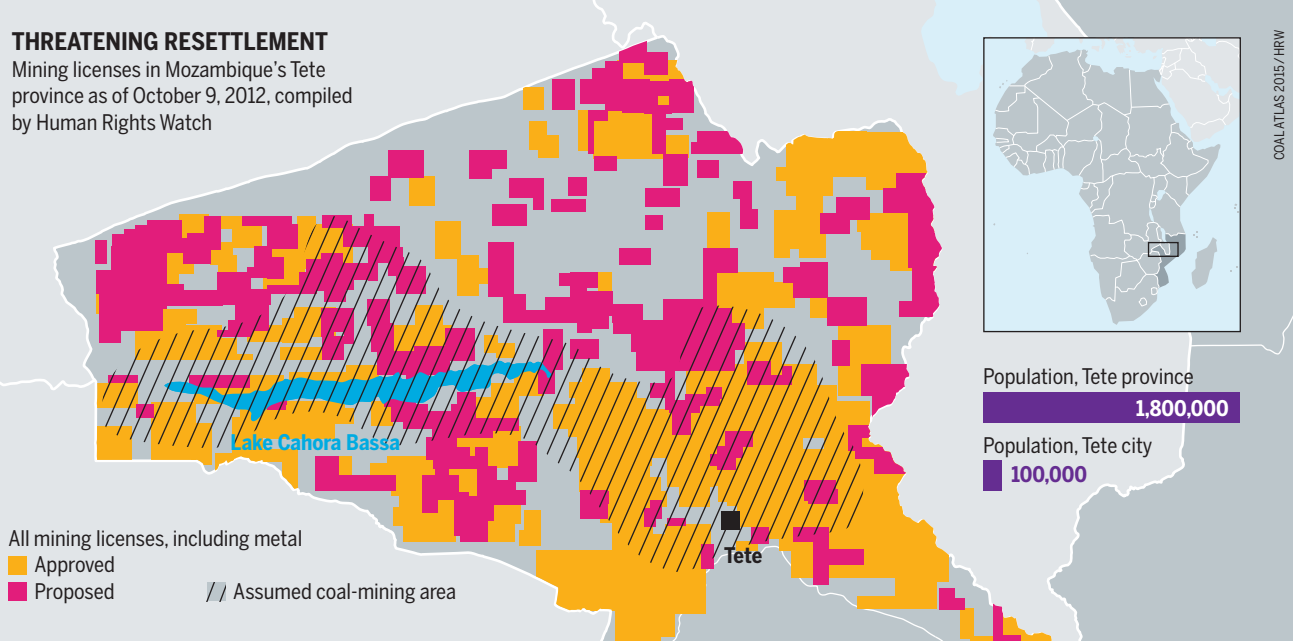 THREATENING RESETTLEMENT
Mining licenses in Mozambique’s Tete
province as of October 9, 2012, compiled
by Human Rights Watch
COAL ATLAS 2015 / HRW
Population, Tete province
1,800,000
Population, Tete city
100,000
Lake Cahora Bassa
Tete
All mining licenses, including metal
Approved
Proposed
Assumed coal-mining area